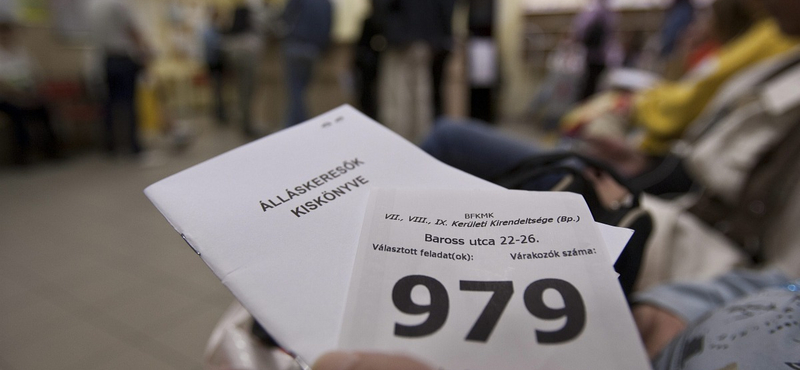 ÁLLÁSKERESŐK
KISKÖNYVE
BFKMK
VII., VIII., IX. Kerületi Kirendeltsége (Bp.)
Baross utca 22-26.
Választott feladat(ok): Várakozók száma:
979